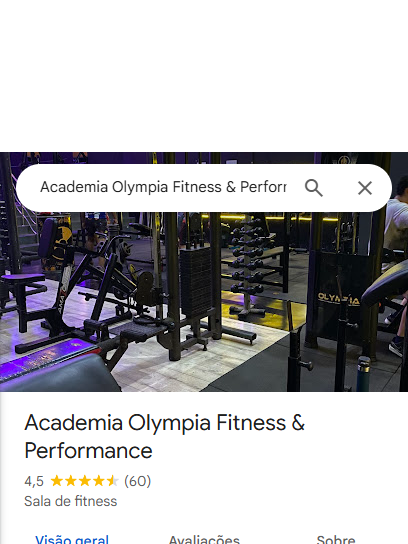 Academia Olympia Fitness & Perforr
OLYMPIA
Academia Olympia Fitness &
Performance
4,5 (60)
Sala de fitness
Visão geral Avaliações Sobre